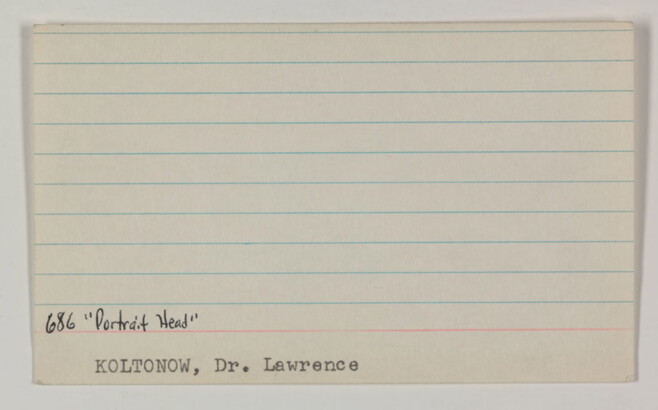 686 "Portrait Head"
KOLTONOW, Dr. Lawrence